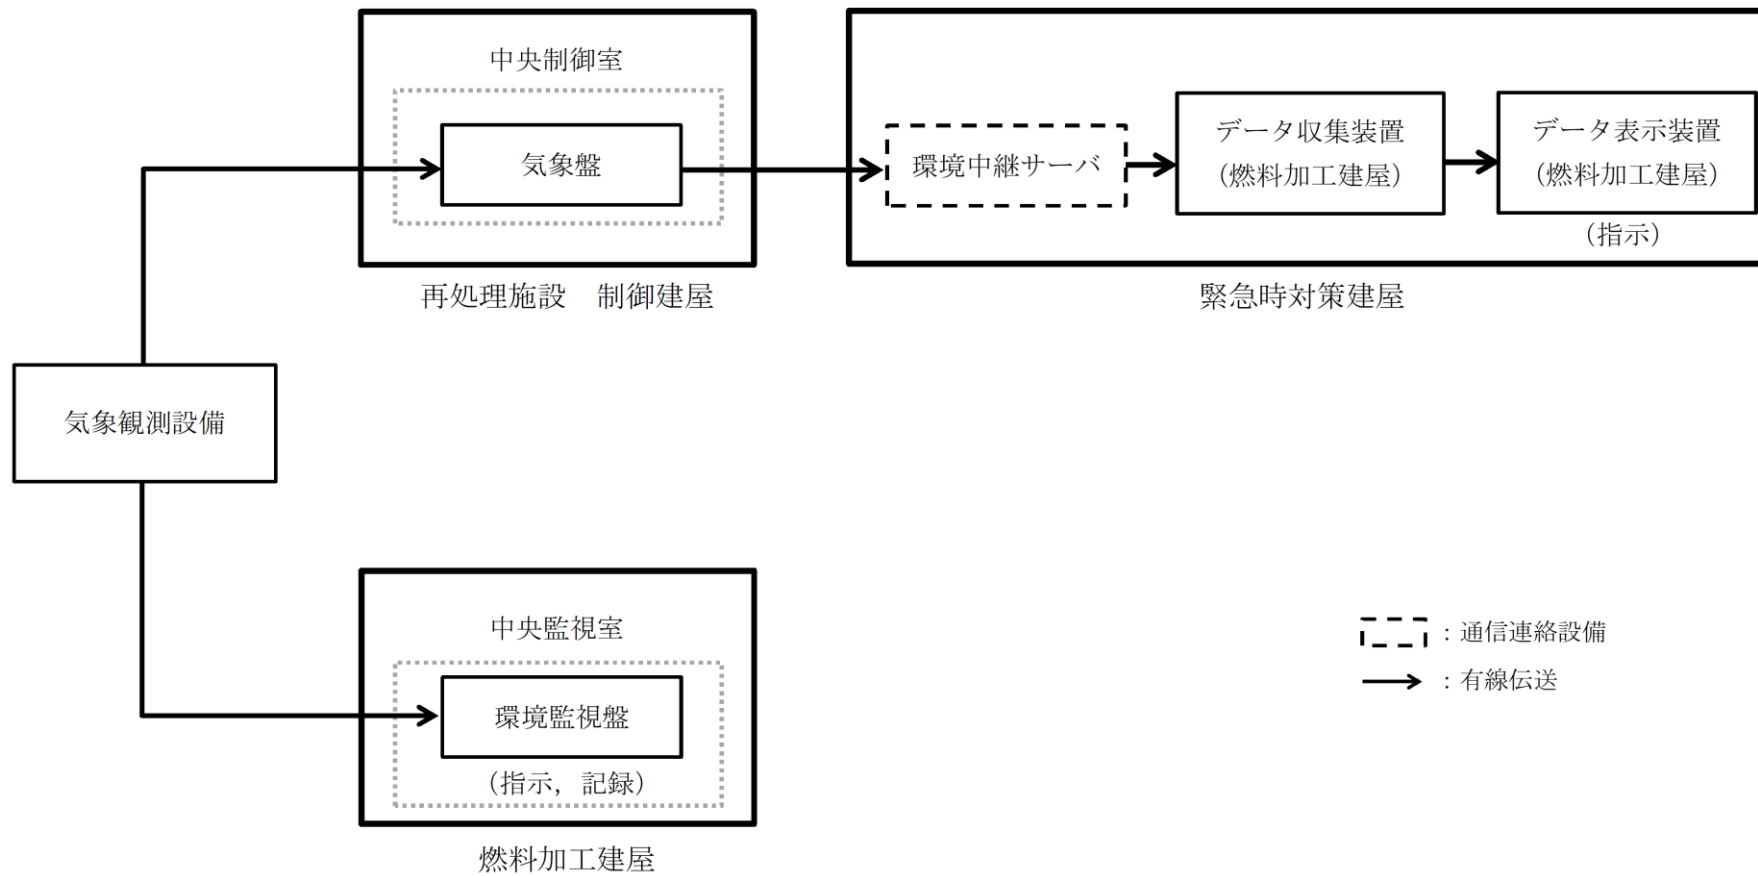 中央制御室
気象盤
再処理施設　制御建屋
環境中継サーバ
データ収集装置
(燃料加工建屋)
データ表示装置
(燃料加工建屋)
(指示)
緊急時対策建屋
気象観測設備
中央監視室
環境監視盤
(指示，記録)
燃料加工建屋
：通信連絡設備
：有線伝送